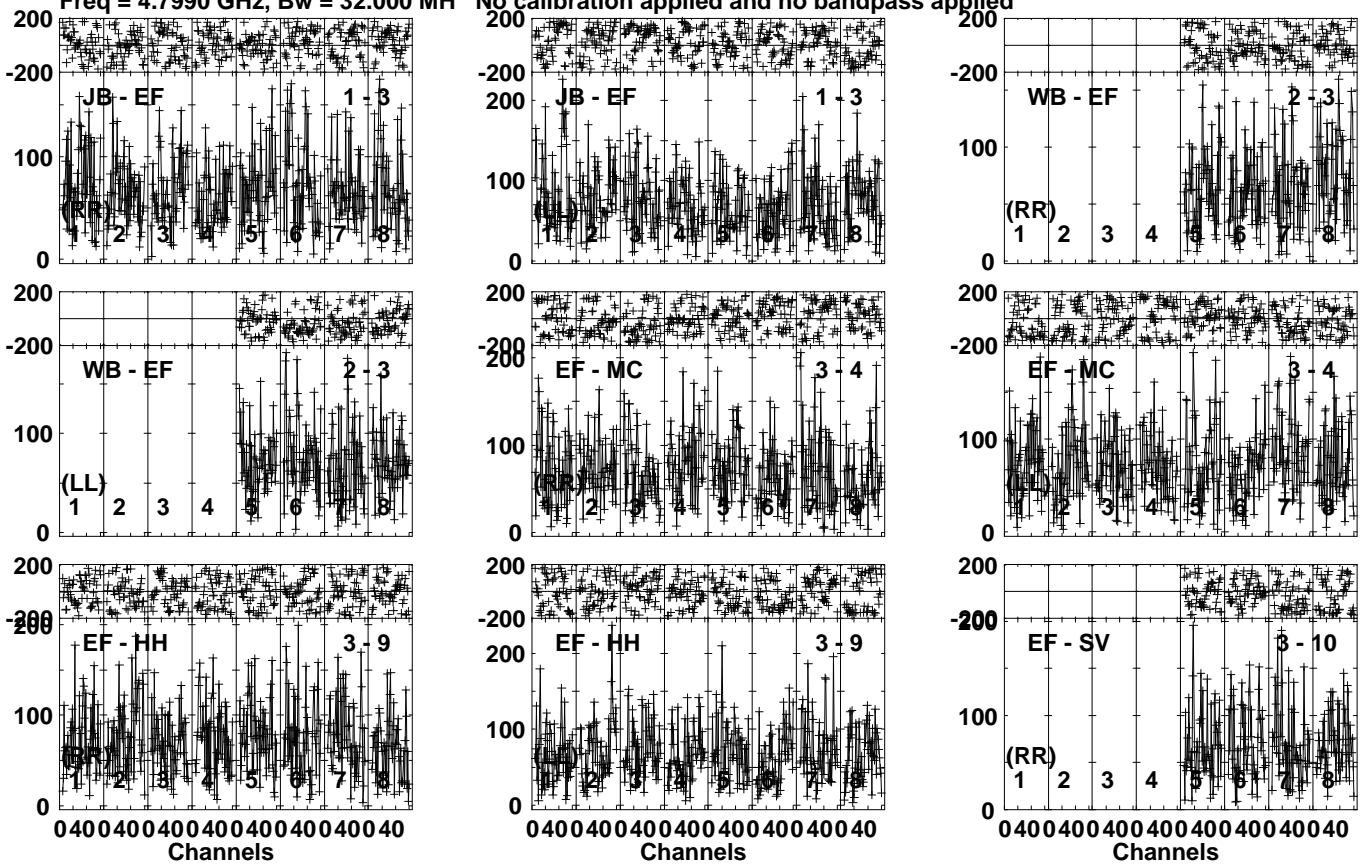 Freq = 4.7990 GHz, Bw = 32.000 MH No calibration applied and no bandpass applied
200 200 200
-200 -200 -200
JB - EF 1 - 3 JB - EF 1 - 3 WB - EF 2 - 3
200 200
100 100 100
(RR) (LL) (RR)
1 2 3 4 5 6 7 8 1 2 3 4 5 6 7 8 1 2 3 4 5 6 7 8
0 0 0
200 200 200
-200 -200 -200
WB - EF 2 - 3 EF - MC 3 - 4 EF - MC 3 - 4
200 200
100 100 100
(LL) (RR) (LL)
1 2 3 4 5 6 7 8 1 2 3 4 5 6 7 8 1 2 3 4 5 6 7 8
0 0 0
200 200 200
-200 -200 -200
200 200 200
EF - HH 3 - 9 EF - HH 3 - 9 EF - SV 3 - 10
100 100 100
(RR) (LL) (RR)
1 2 3 4 5 6 7 8 1 2 3 4 5 6 7 8 1 2 3 4 5 6 7 8
0 0 0
0 40 0 40 0 40 0 40 0 40 0 40 0 40 0 40 0 40 0 40 0 40 0 40 0 40 0 40 0 40 0 40 0 40 0 40 0 40 0 40 0 40 0 40 0 40 0 40
Channels Channels Channels